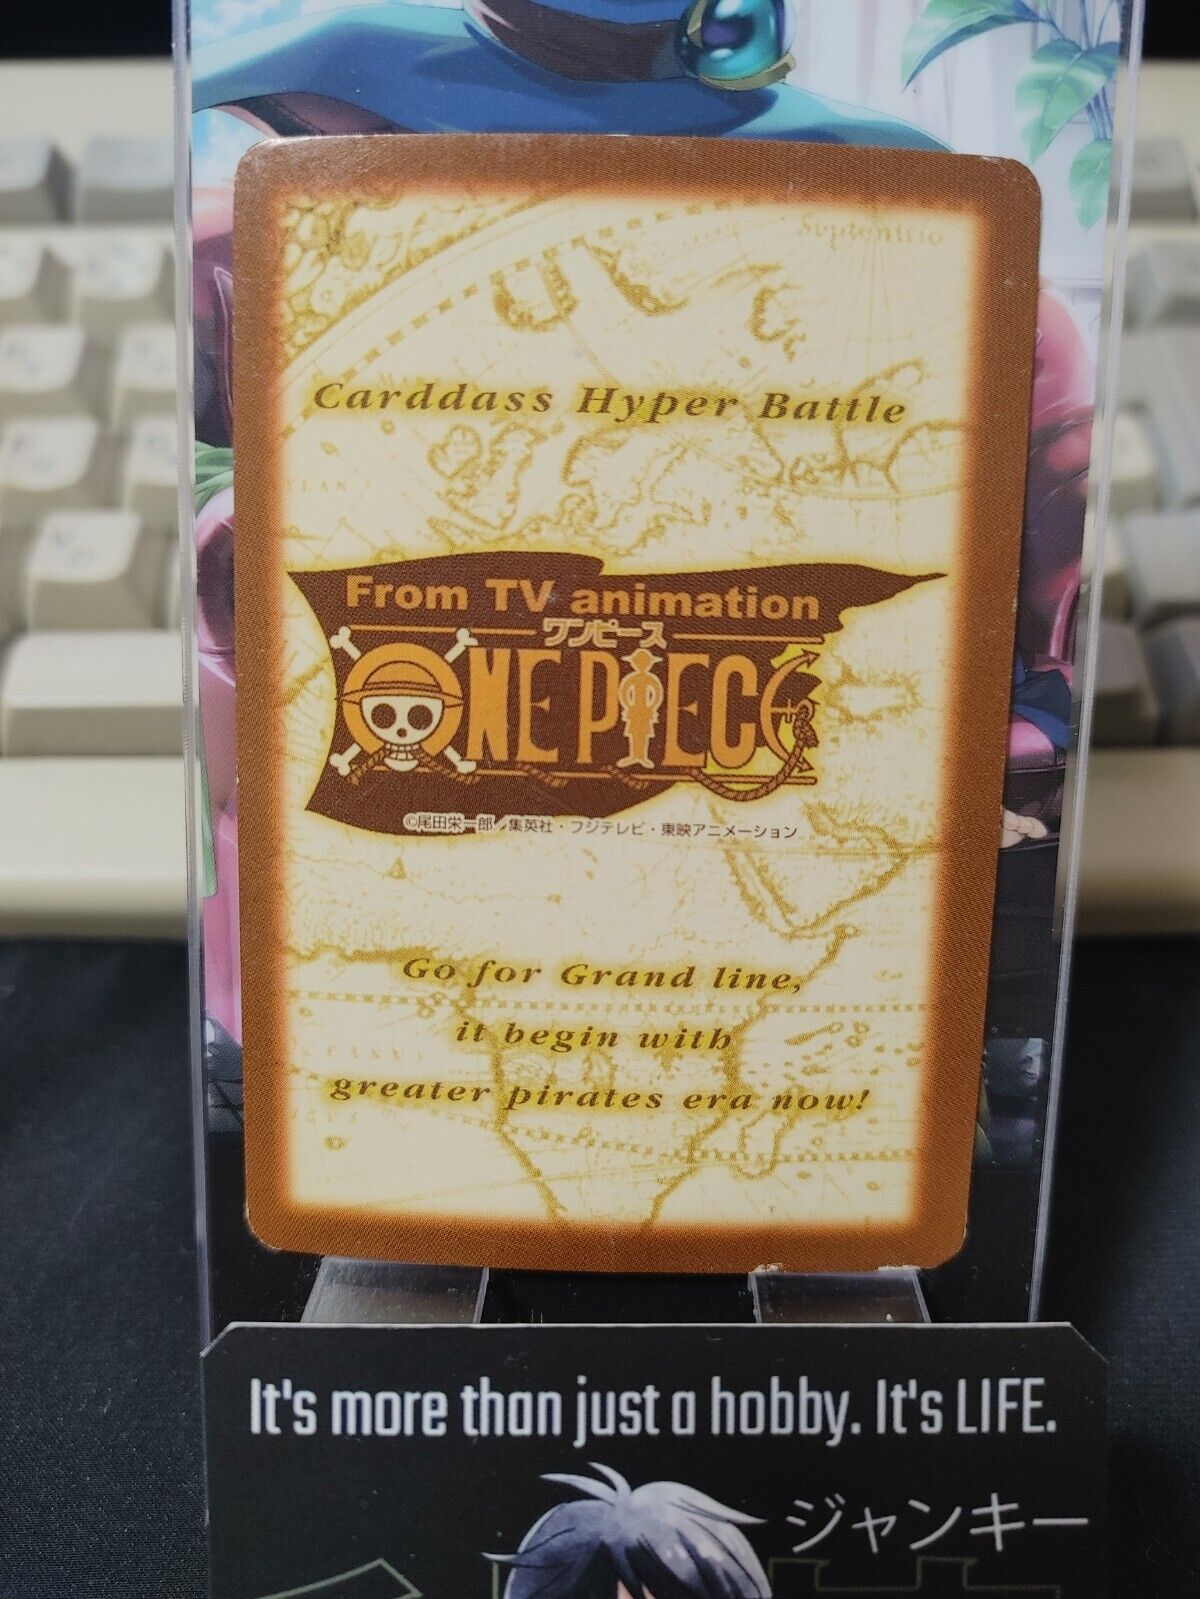 Septentrio
Carddass Hyper Battle
From TV animation
ワンピース
ONE PIECE
©尾田栄一郎／集英社・フジテレビ・東映アニメーション
Go for Grand line,
it begin with
greater pirates era now!
It's more than just a hobby. It's LIFE.
ジャンキー